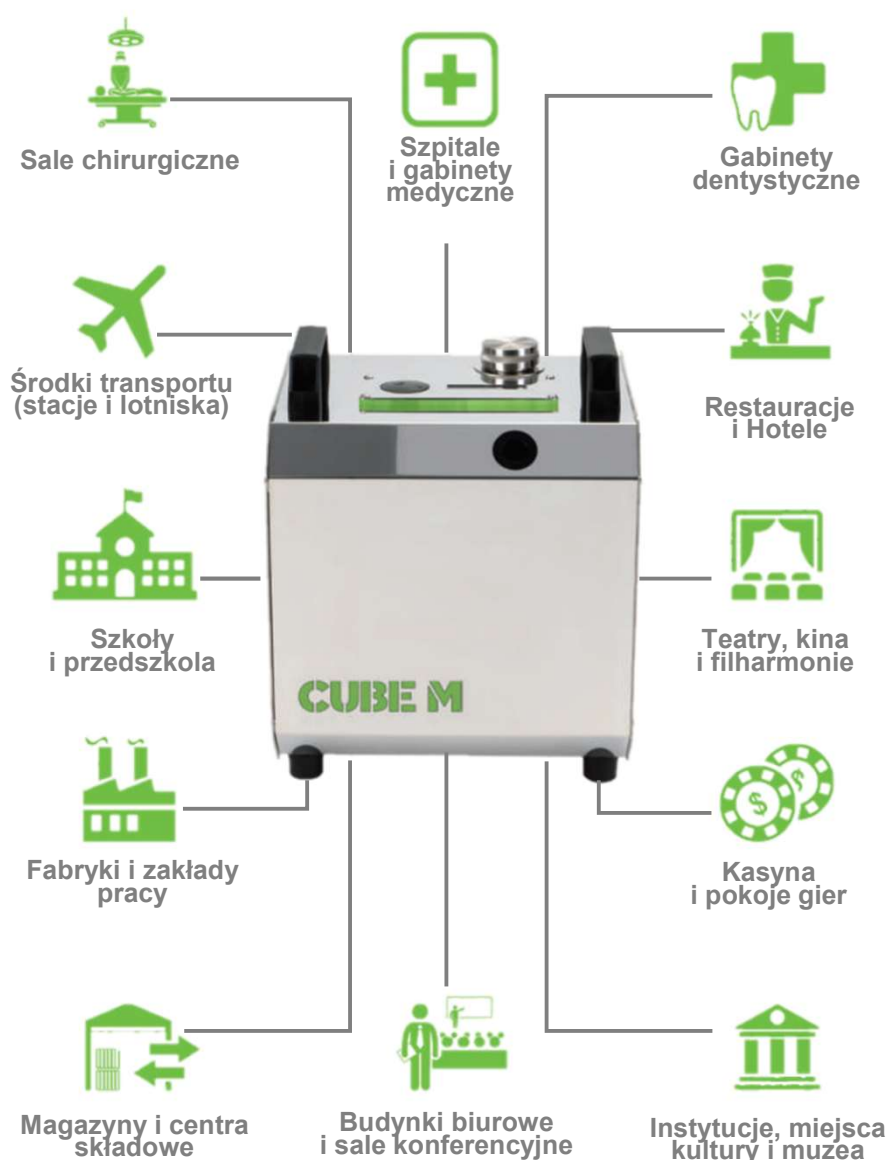 Sale chirurgiczne
Szpitale
i gabinety
medyczne
Gabinety
dentystyczne
Środki transportu
(stacje i lotniska)
Restauracje
i Hotele
Szkoły
i przedszkola
Teatry, kina
i filharmonie
CUBE M
Fabryki i zakłady
pracy
Kasyna
i pokoje gier
Magazyny i centra
składowe
Budynki biurowe
i sale konferencyjne
Instytucje, miejsca
kultury i muzea